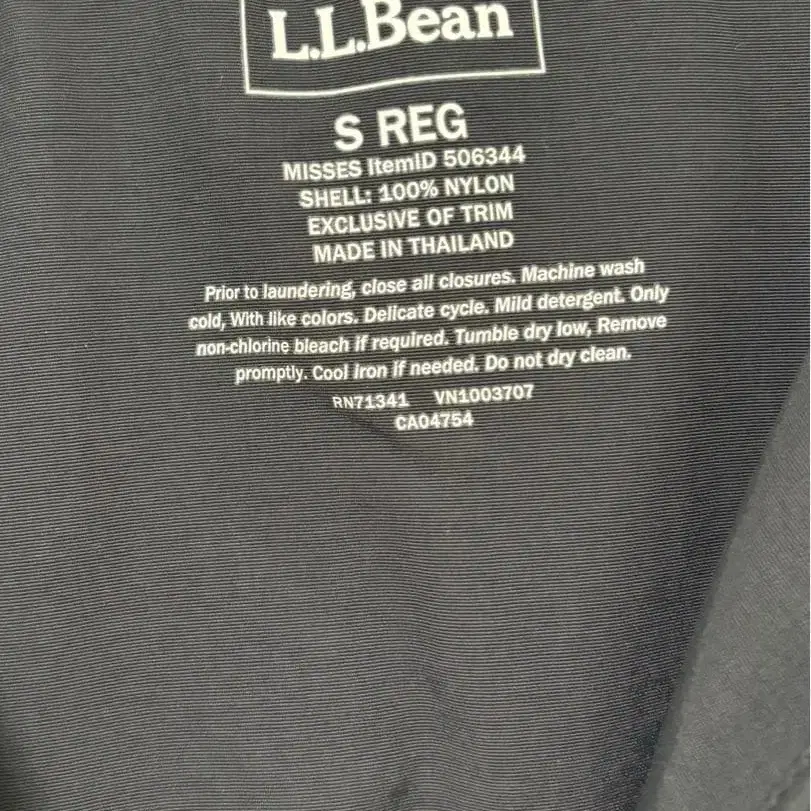 L.L.Bean
S REG
MISSES ItemID 506344
SHELL: 100% NYLON
EXCLUSIVE OF TRIM
MADE IN THAILAND
Prior to laundering, close all closures. Machine wash
cold, With like colors. Delicate cycle. Mild detergent. Only
non-chlorine bleach if required. Tumble dry low, Remove
promptly. Cool iron if needed. Do not dry clean.
RN71341 VN1003707
CA04754